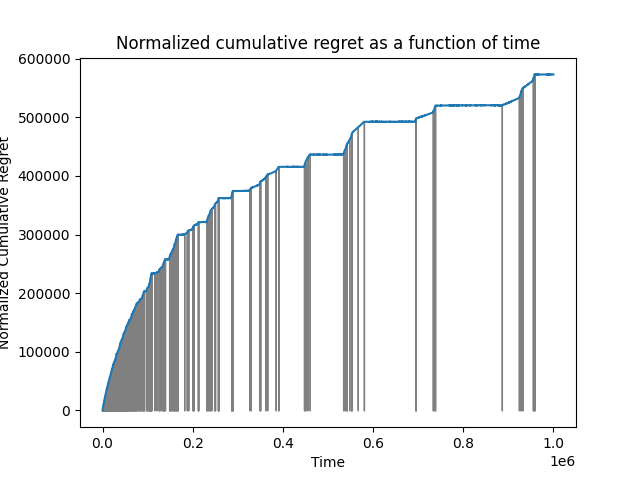 Normalized cumulative regret as a function of time
Normalized Cumulative Regret
600000
500000
400000
300000
200000
100000
0
0.0 0.2 0.4 0.6 0.8 1.0
1e6
Time